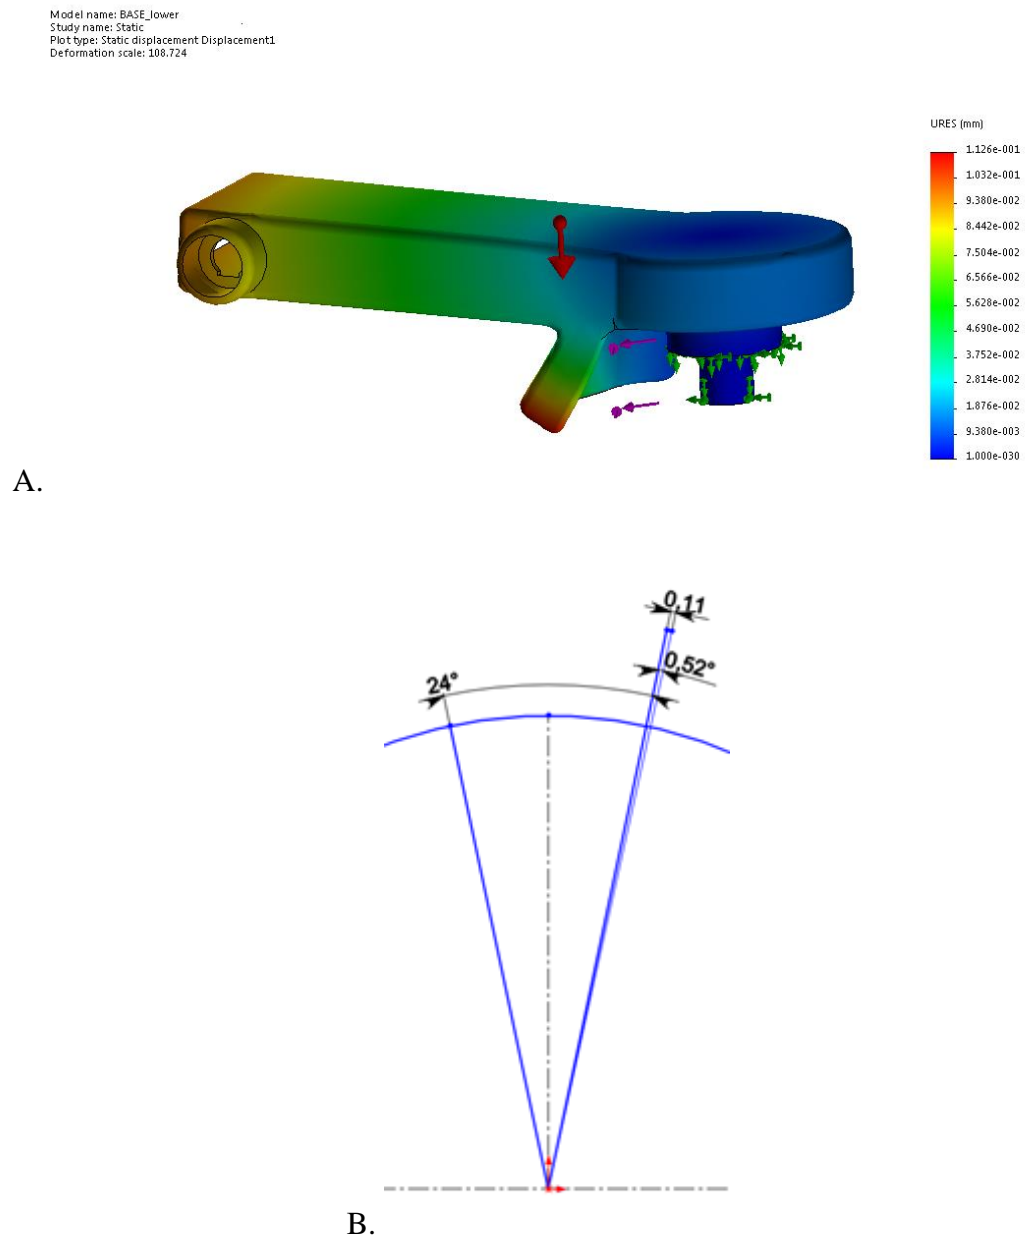 Model name: BASE_lower
Study name: Static
Plot type: Static displacement Displacement1
Deformation scale: 108.724
URES (mm)
1.126e-001
1.032e-001
9.380e-002
8.442e-002
7.504e-002
6.566e-002
5.628e-002
4.690e-002
3.752e-002
2.814e-002
1.876e-002
9.380e-003
1.000e-030
A.
0,11
0,52°
24°
B.